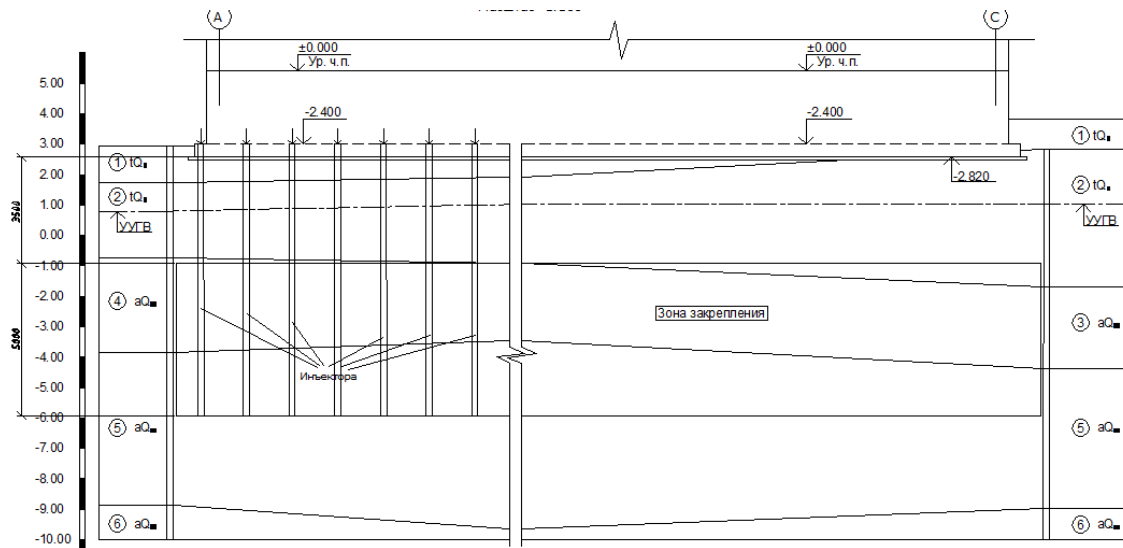 А
С
±0.000
Ур. ч.п.
±0.000
Ур. ч.п.
5.00
4.00
-2.400
-2.400
3.00
1 tQ
1 tQ
2.00
-2.820
2 tQ
2 tQ
3500
1.00
УУГВ
УУГВ
0.00
-1.00
4 aQ
-2.00
Зона закрепления
3 aQ
-3.00
5000
-4.00
Инъектора
-5.00
-6.00
5 aQ
5 aQ
-7.00
-8.00
-9.00
6 aQ
6 aQ
-10.00